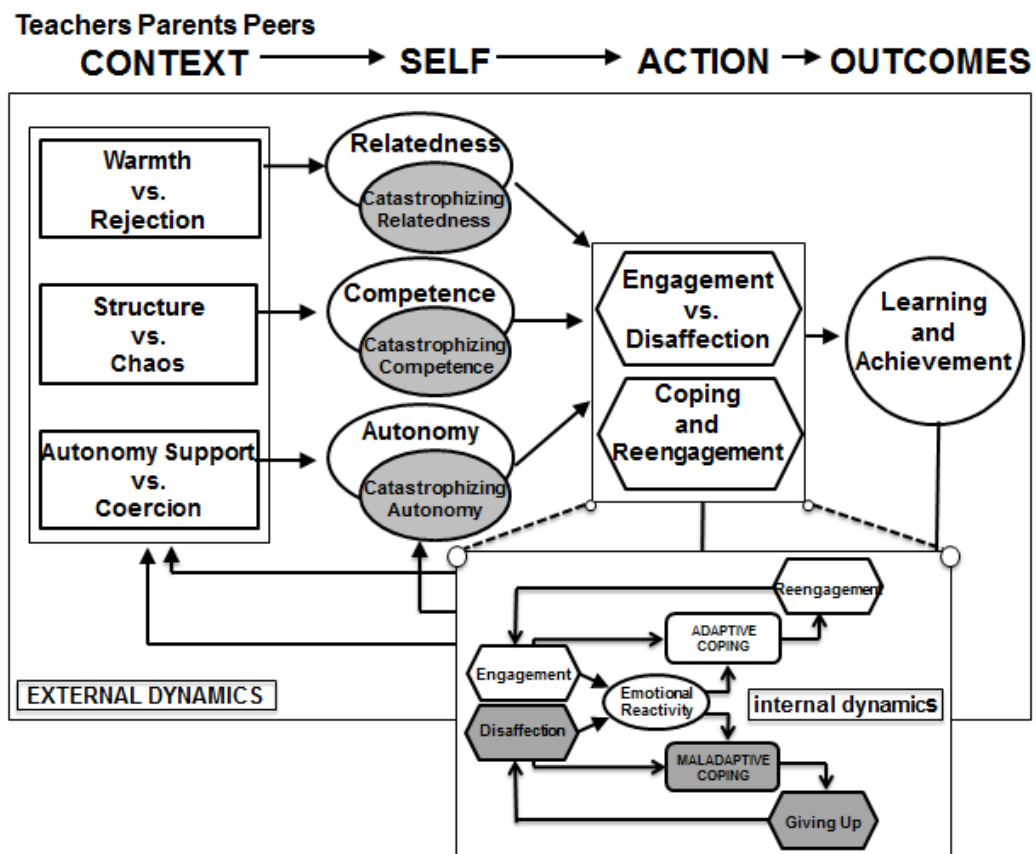 Teachers Parents Peers
CONTEXT SELF ACTION OUTCOMES
Warmth
vs.
Rejection
Structure
vs.
Chaos
Autonomy Support
vs.
Coercion
Relatedness
Catastrophizing
Relatedness
Competence
Catastrophizing
Competence
Autonomy
Catastrophizing
Autonomy
Engagement
vs.
Disaffection
Coping
and
Reengagement
Learning
and
Achievement
EXTERNAL DYNAMICS
Reengagement
ADAPTIVE
COPING
Engagement
Emotional
Reactivity
internal dynamics
Disaffection
MALADAPTIVE
COPING
Giving Up